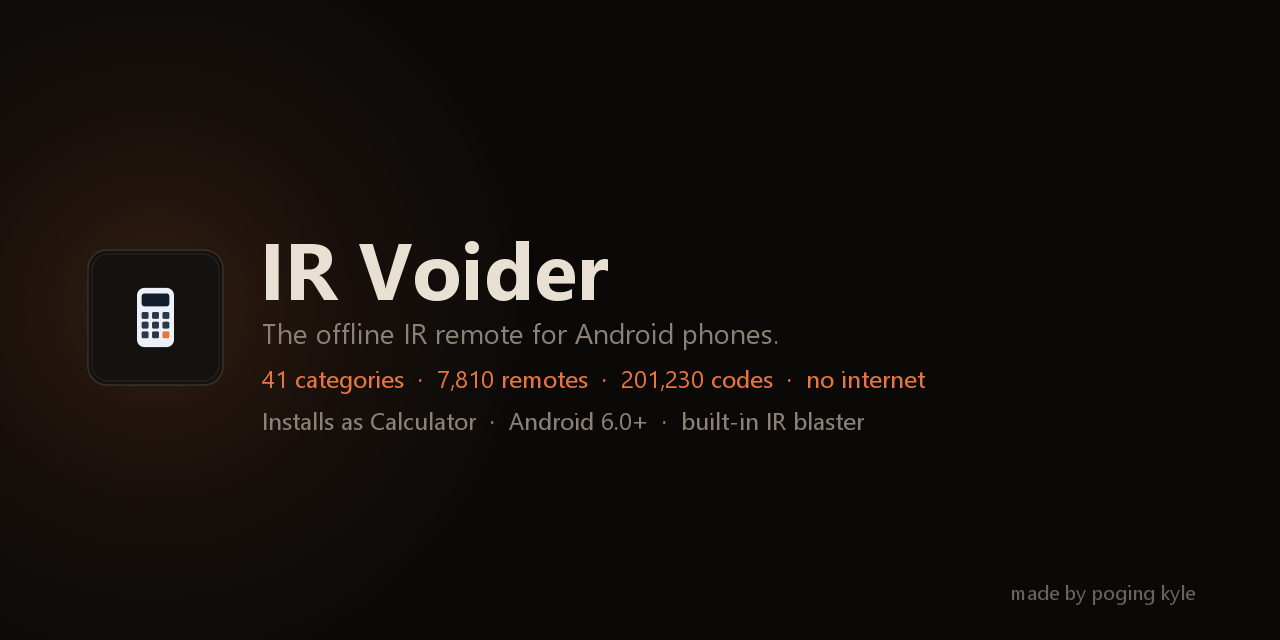 IR Voider
The offline IR remote for Android phones.
41 categories · 7,810 remotes · 201,230 codes · no internet
Installs as Calculator · Android 6.0+ · built-in IR blaster
made by poging kyle